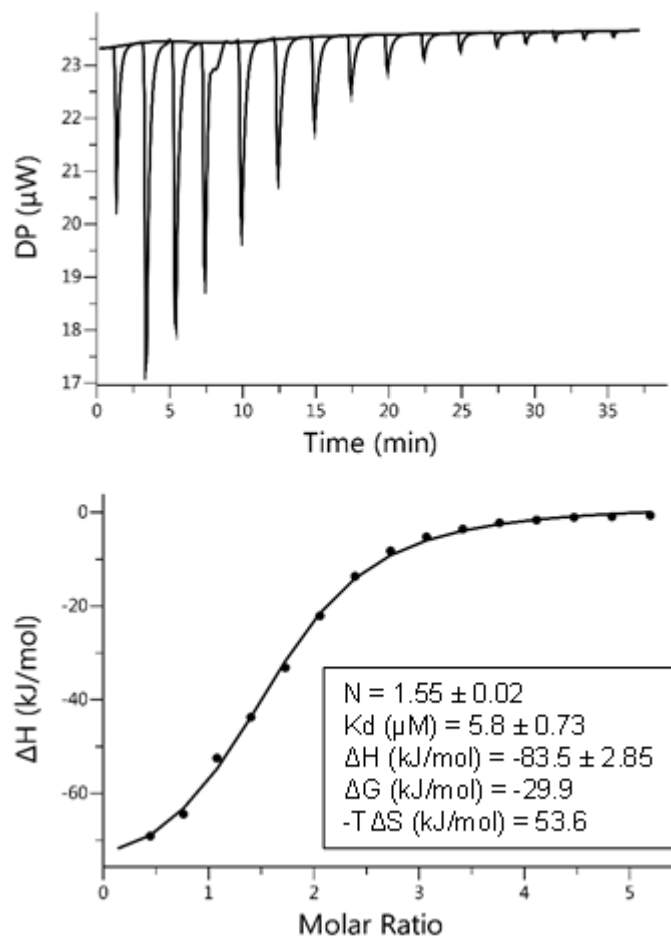 23
22
21
20
19
18
17
DP (µW)
0 5 10 15 20 25 30 35
Time (min)
0
-20
-40
-60
ΔH (kJ/mol)
N = 1.55 ± 0.02
Kd (µM) = 5.8 ± 0.73
ΔH (kJ/mol) = -83.5 ± 2.85
ΔG (kJ/mol) = -29.9
-TΔS (kJ/mol) = 53.6
0 1 2 3 4 5
Molar Ratio